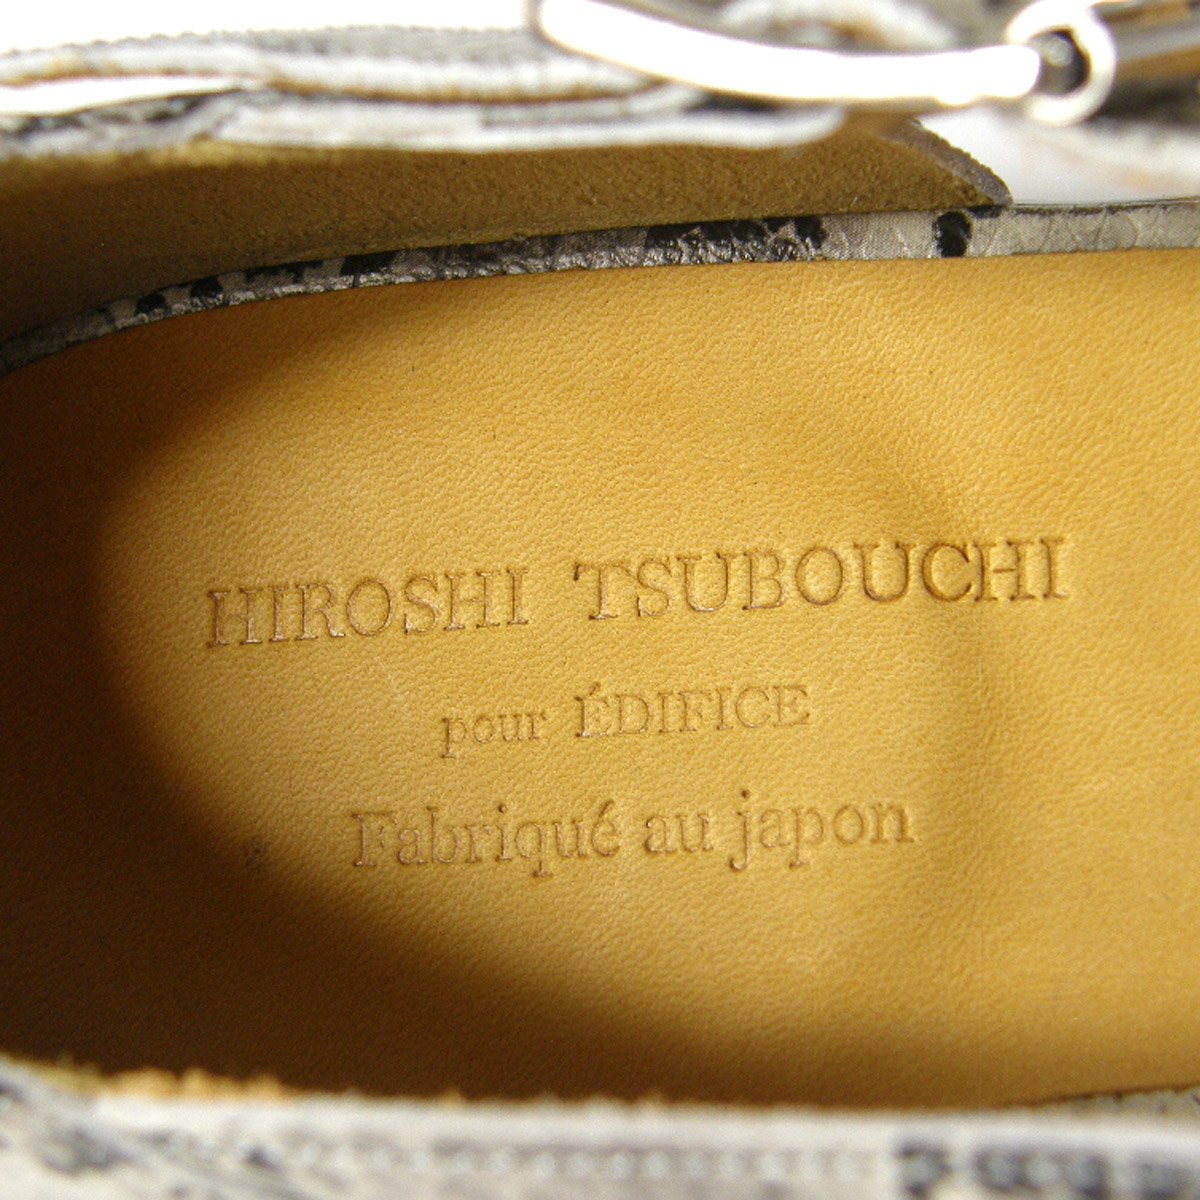 HIROSHI TSUBOUCHI
pour ÉDIFICE
Fabriqué au japon